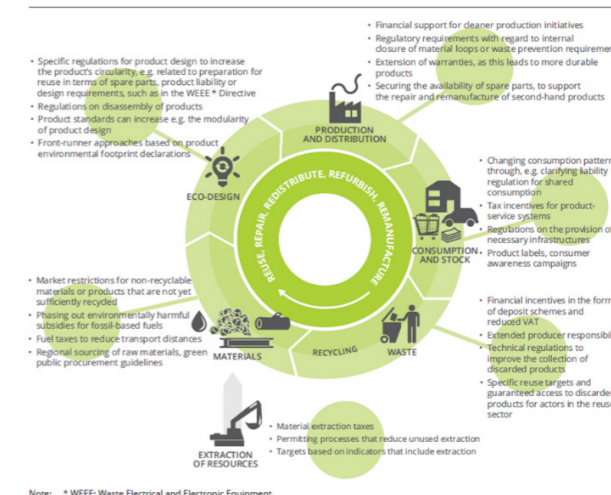 • Financial support for cleaner production initiatives
• Regulatory requirements with regard to internal
closure of material loops or waste prevention
• Extension of warranties, as this leads to more durable
products
• Securing the availability of spare parts, to support
the repair and remanufacture of second-hand products
• Specific regulations for product design to increase
the product's circularity, e.g. related to preparation for
reuse in terms of spare parts, product liability or
design requirements, such as in the WEEE * Directive
• Regulations on disassembly of products
• Product standards can increase e.g. the modularity
of product design
• Front-runner approaches based on product
environmental footprint declarations
PRODUCTION
AND DISTRIBUTION
ECO-DESIGN
REUSE, REPAIR, REDISTRIBUTE, REFURBISH, REMANUFACTURE
• Changing consumption
through, e.g. clarifying liability
regulation for shared
consumption
• Tax incentives for product-
service systems
• Regulations on the provision of
necessary infrastructures
• Product labels, consumer
awareness campaigns
CONSUMPTION
AND STOCK
• Market restrictions for non-recyclable
materials or products that are not yet
sufficiently recycled
• Phasing out environmentally harmful
subsidies for fossil-based fuels
• Fuel taxes to reduce transport distances
• Regional sourcing of raw materials, green
public procurement guidelines
MATERIALS
RECYCLING
WASTE
• Financial incentives in the form
of deposit schemes and
reduced VAT
• Extended producer
• Technical regulations to
improve the collection of
discarded products
• Specific reuse targets and
guaranteed access to
products for actors in the
sector
EXTRACTION
OF RESOURCES
• Material extraction taxes
• Permitting processes that reduce unused extraction
• Targets based on indicators that include extraction
Note: * WEEE: Waste Electrical and Electronic Equipment